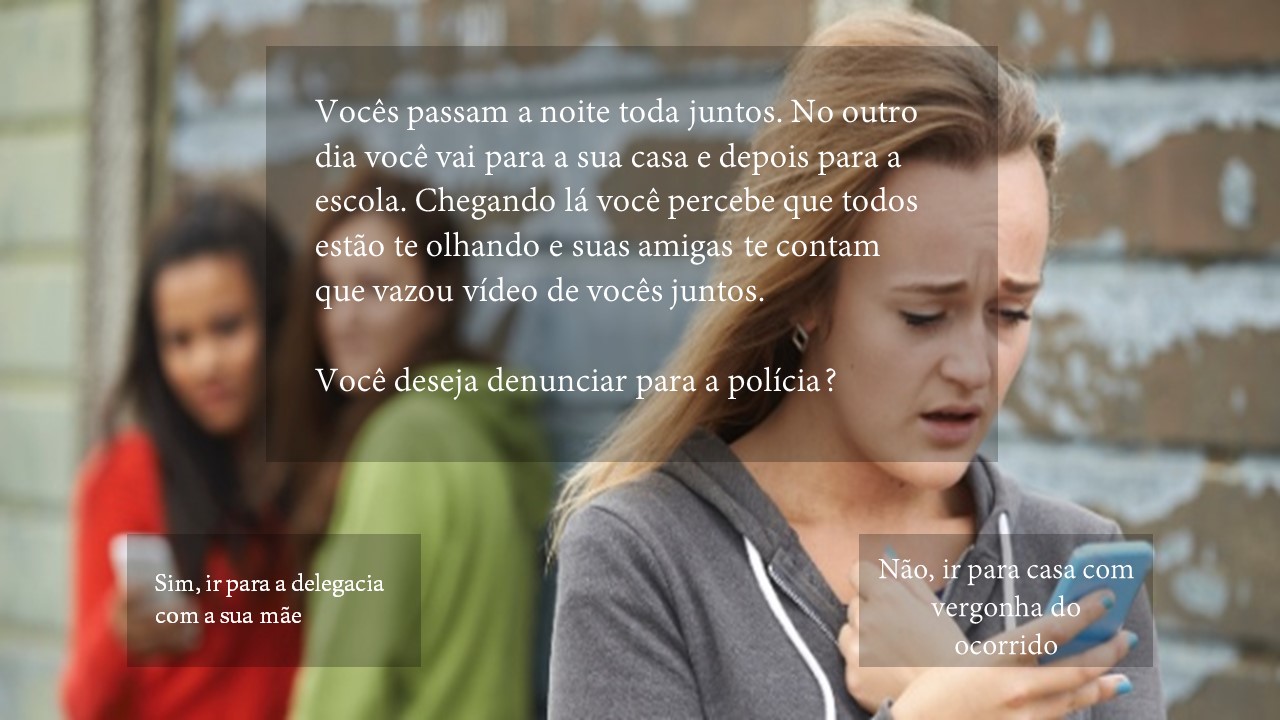 Vocês passam a noite toda juntos. No outro
dia você vai para a sua casa e depois para a
escola. Chegando lá você percebe que todos
estão te olhando e suas amigas te contam
que vazou vídeo de vocês juntos.
Você deseja denunciar para a polícia?
Sim, ir para a delegacia
com a sua mãe
Não, ir para casa com
vergonha do
ocorrido